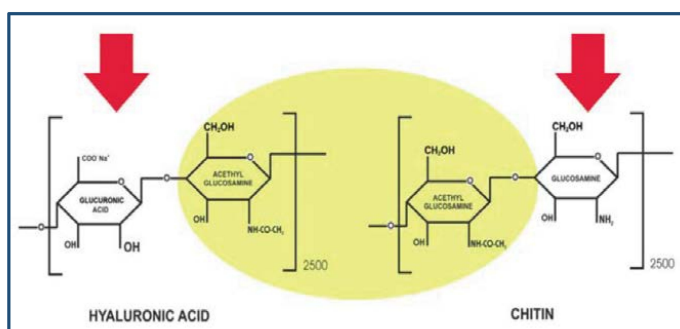 CH₂OH
CH₂OH
COO Na⁺
O
ACETHYL
GLUCOSAMINE
CH₂OH
O
GLUCOSAMINE
O
GLUCURONIC
ACID
O
O
ACETHYL
GLUCOSAMINE
O
OH
NH-CO-CH₃
OH
NH₂
O
OH
OH
2500
O
OH
NH-CO-CH₃
2500
HYALURONIC ACID
CHITIN